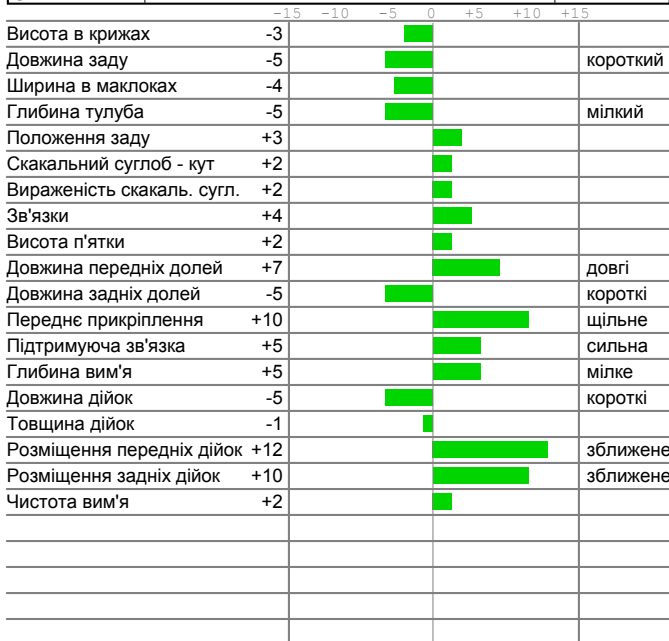 -15 -10 -5 0 +5 +10 +15
Висота в крижах -3
Довжина заду -5 короткий
Ширина в маклоках -4
Глибина тулуба -5 мілкий
Положення заду +3
Скакальний суглоб - кут +2
Вираженість скакаль. сугл. +2
Зв'язки +4
Висота п'ятки +2
Довжина передніх долей +7 довгі
Довжина задніх долей -5 короткі
Переднє прикріплення +10 щільне
Підтримуюча зв'язка +5 сильна
Глибина вим'я +5 мілке
Довжина дійок -5 короткі
Товщина дійок -1
Розміщення передніх дійок +12 зближене
Розміщення задніх дійок +10 зближене
Чистота вим'я +2